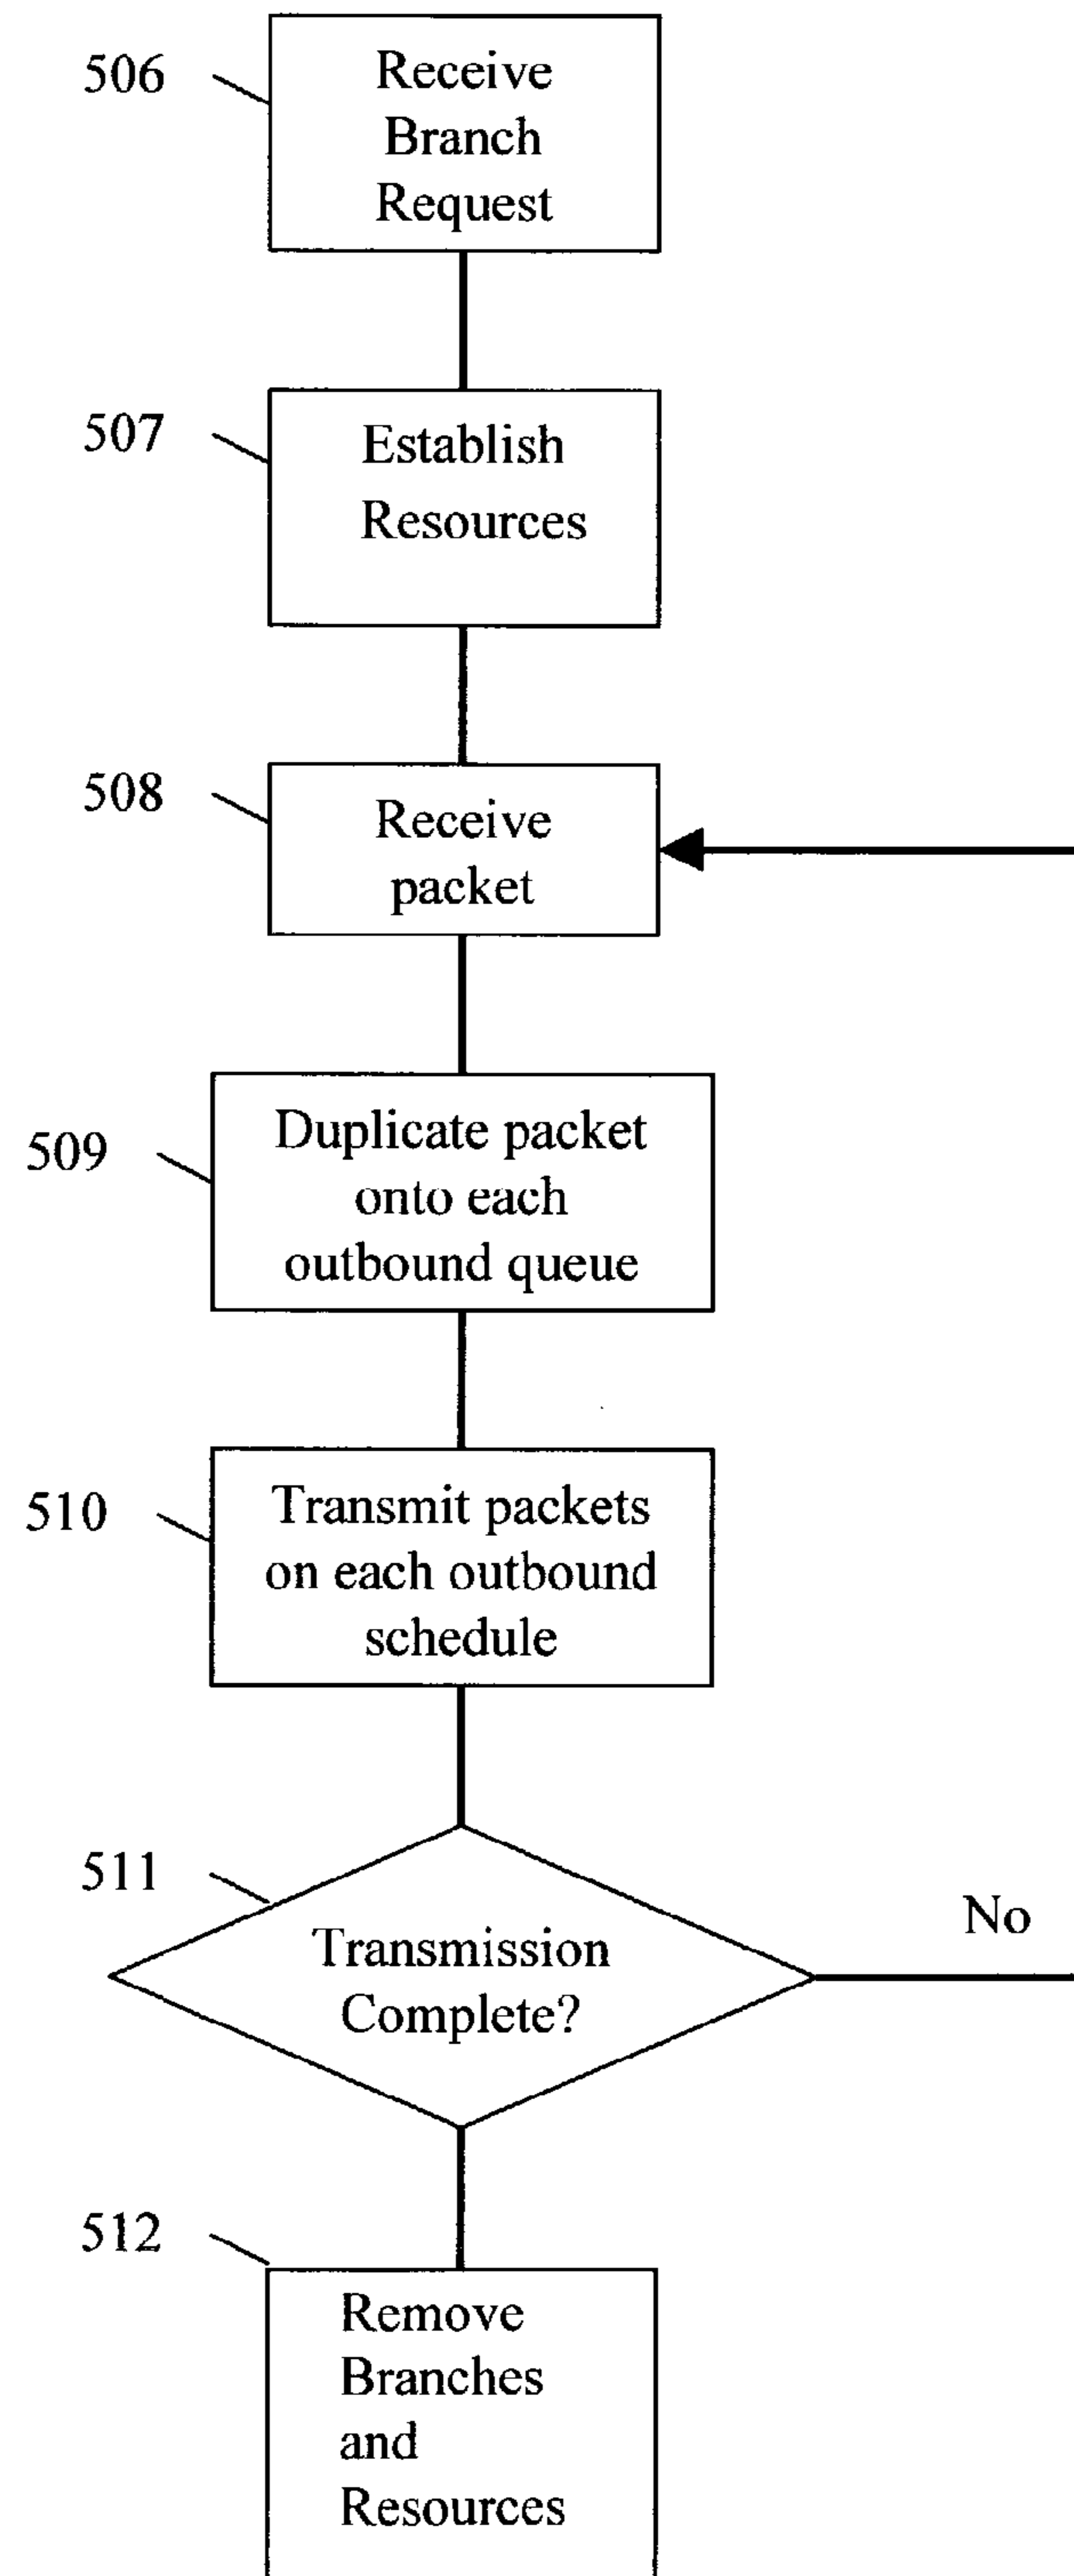 506
Receive
Branch
Request
507
Establish
Resources
508
Receive
packet
509
Duplicate packet
onto each
outbound queue
510
Transmit packets
on each outbound
schedule
511
Transmission
Complete?
No
512
Remove
Branches
and
Resources